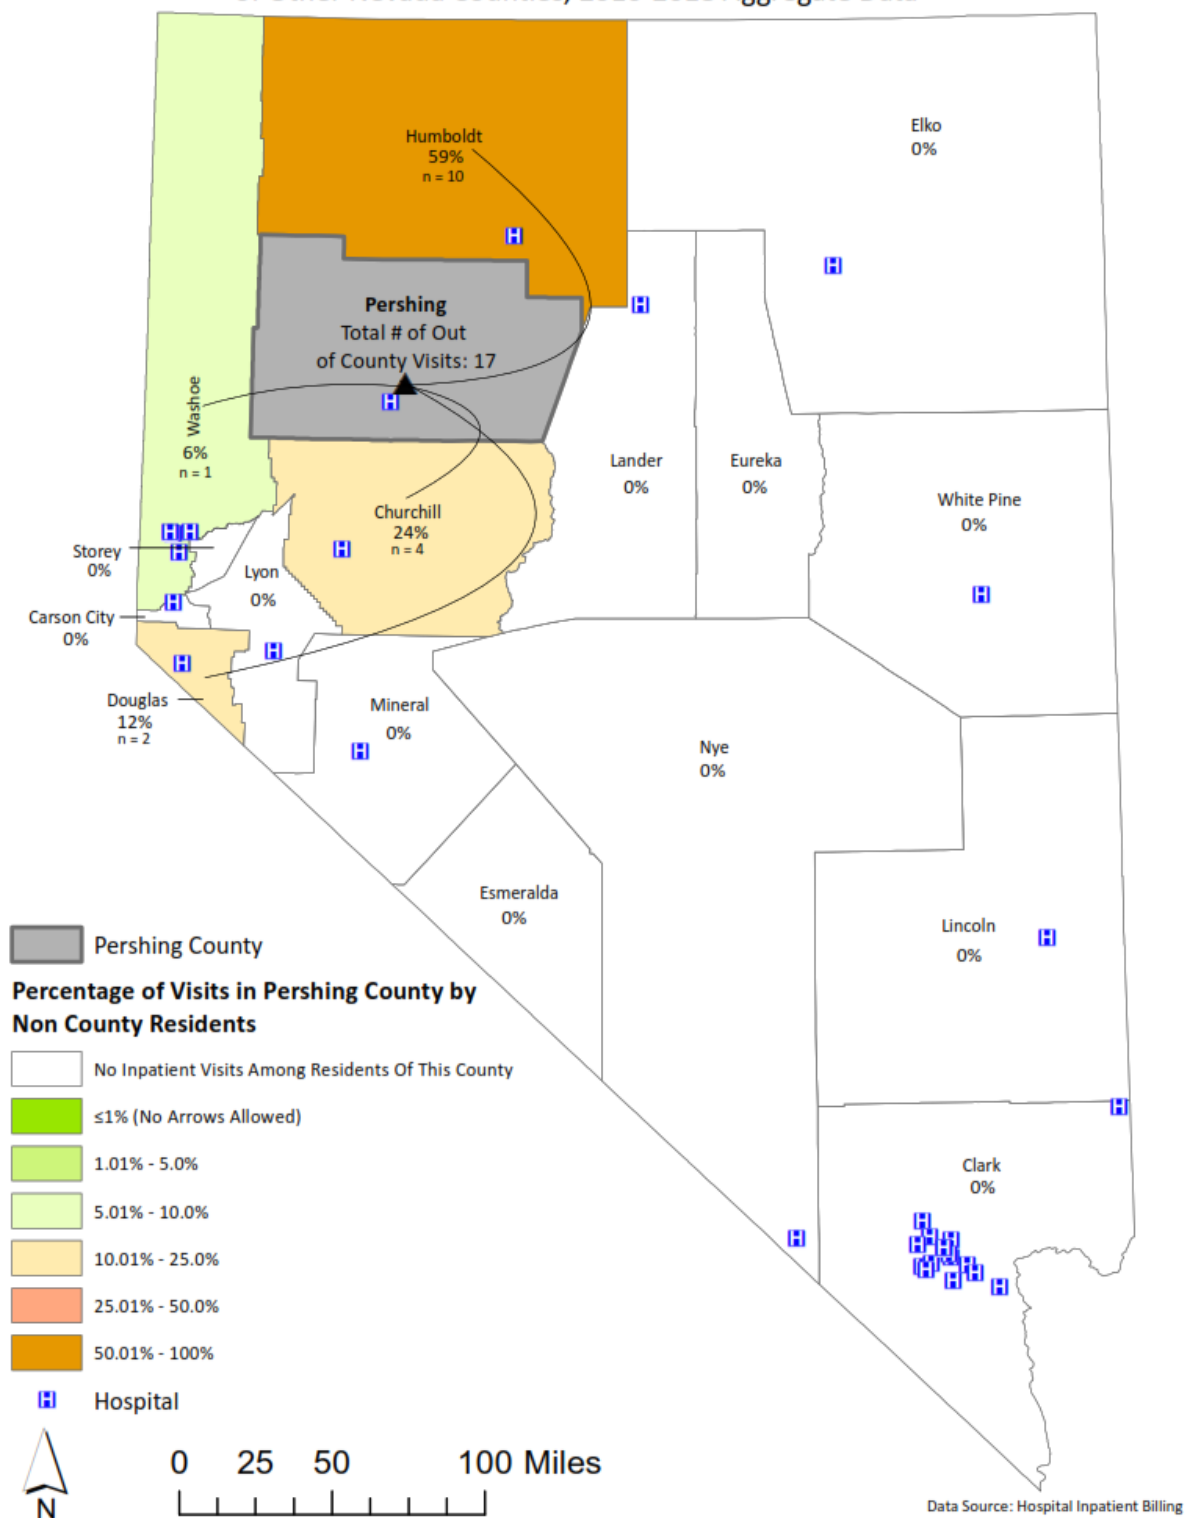 Humboldt
59%
n = 10
Elko
0%
Pershing
Total # of Out
of County Visits: 17
Washoe
6%
n = 1
Lander
0%
Eureka
0%
White Pine
0%
Churchill
24%
n = 4
Storey
0%
Lyon
0%
Carson City
0%
Douglas
12%
n = 2
Mineral
0%
Nye
0%
Esmeralda
0%
Lincoln
0%
Clark
0%
Pershing County
Percentage of Visits in Pershing County by
Non County Residents
No Inpatient Visits Among Residents Of This County
≤1% (No Arrows Allowed)
1.01% - 5.0%
5.01% - 10.0%
10.01% - 25.0%
25.01% - 50.0%
50.01% - 100%
H Hospital
N
0 25 50 100 Miles
Data Source: Hospital Inpatient Billing